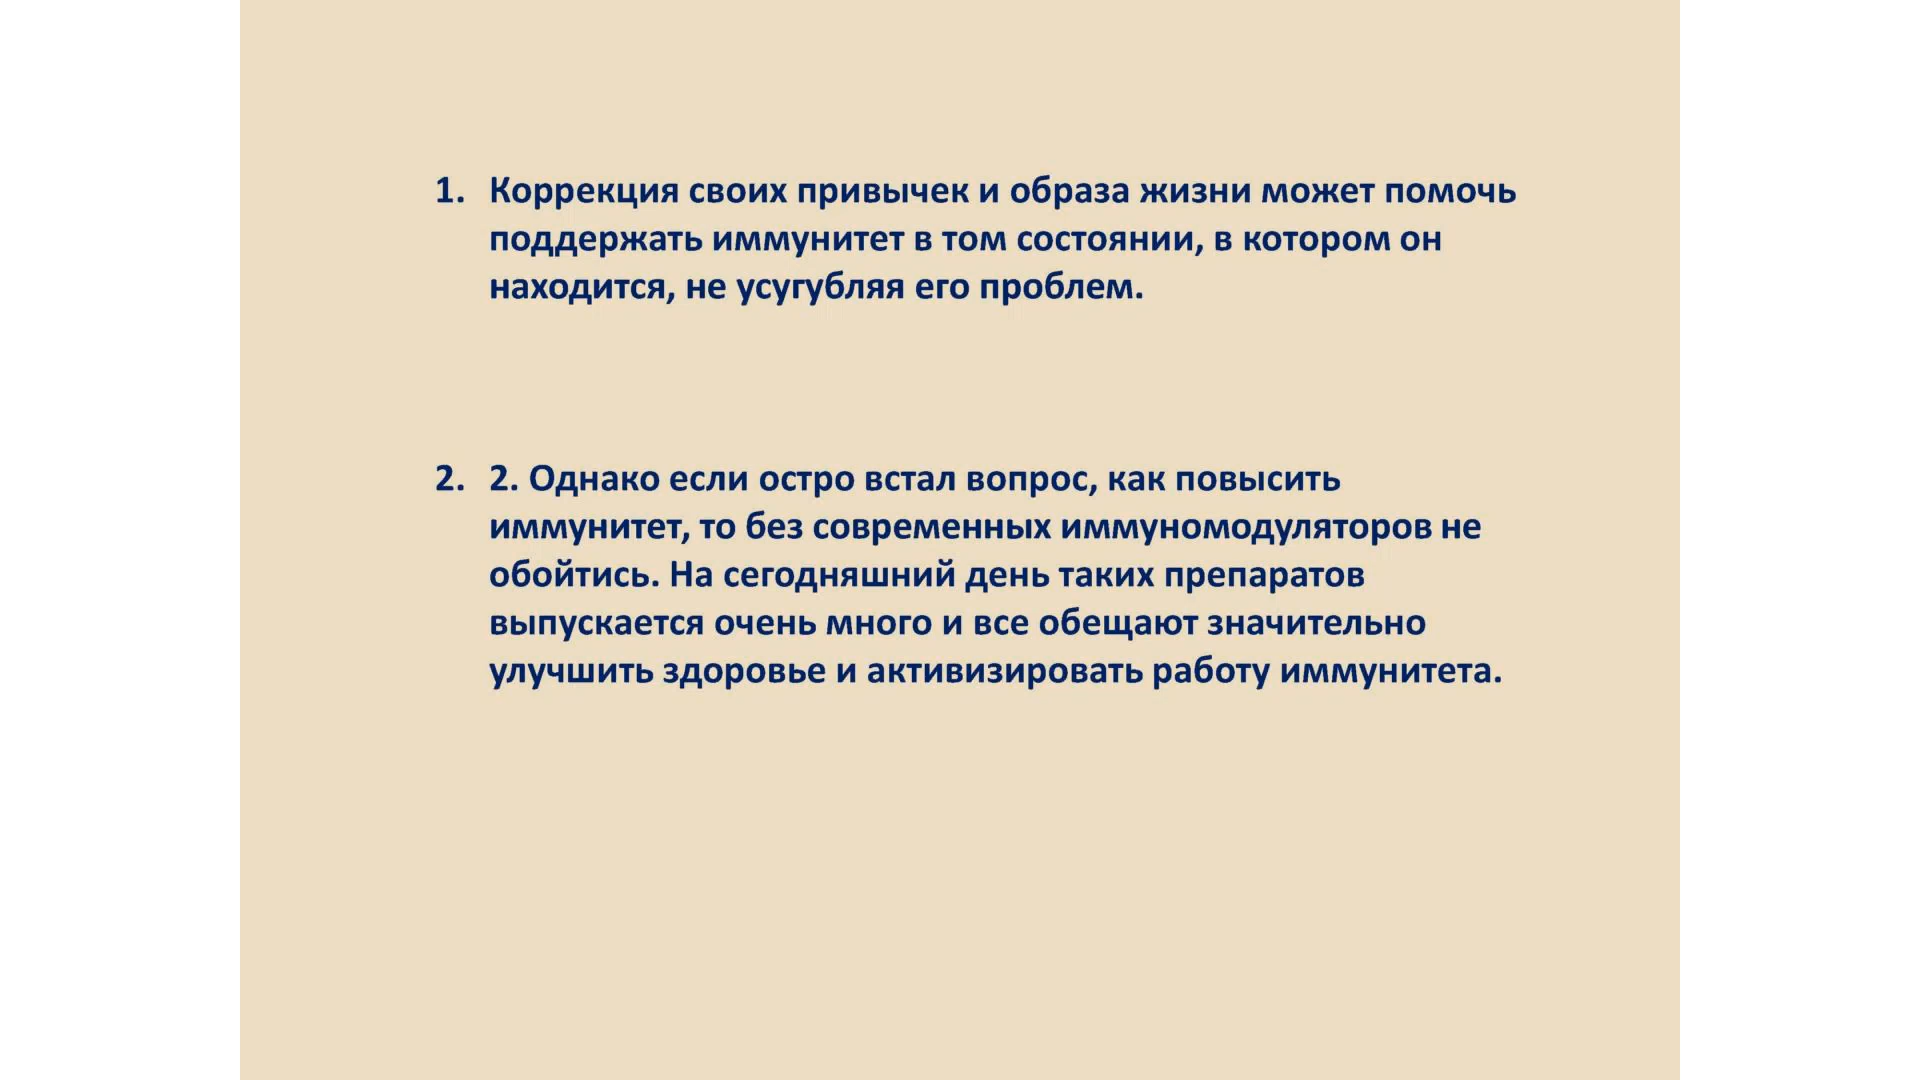 1. Коррекция своих привычек и образа жизни может помочь
поддержать иммунитет в том состоянии, в котором он
находится, не усугубляя его проблем.
2. 2. Однако если остро встал вопрос, как повысить
иммунитет, то без современных иммуномодуляторов не
обойтись. На сегодняшний день таких препаратов
выпускается очень много и все обещают значительно
улучшить здоровье и активизировать работу иммунитета.